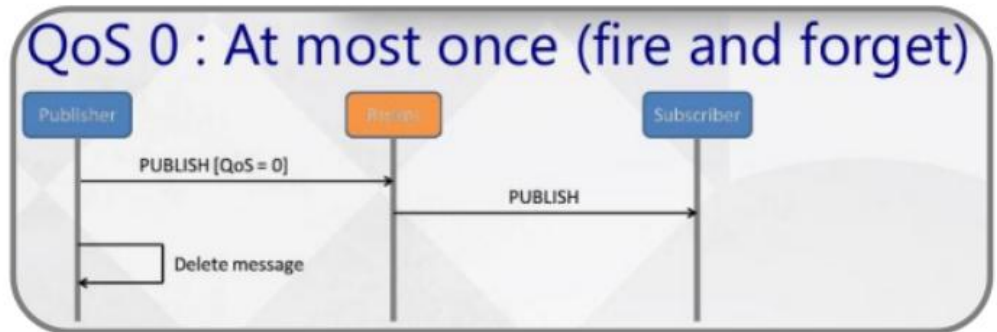 QoS 0 : At most once (fire and forget)
Publisher
Subscriber
PUBLISH [QoS = 0]
PUBLISH
Delete message